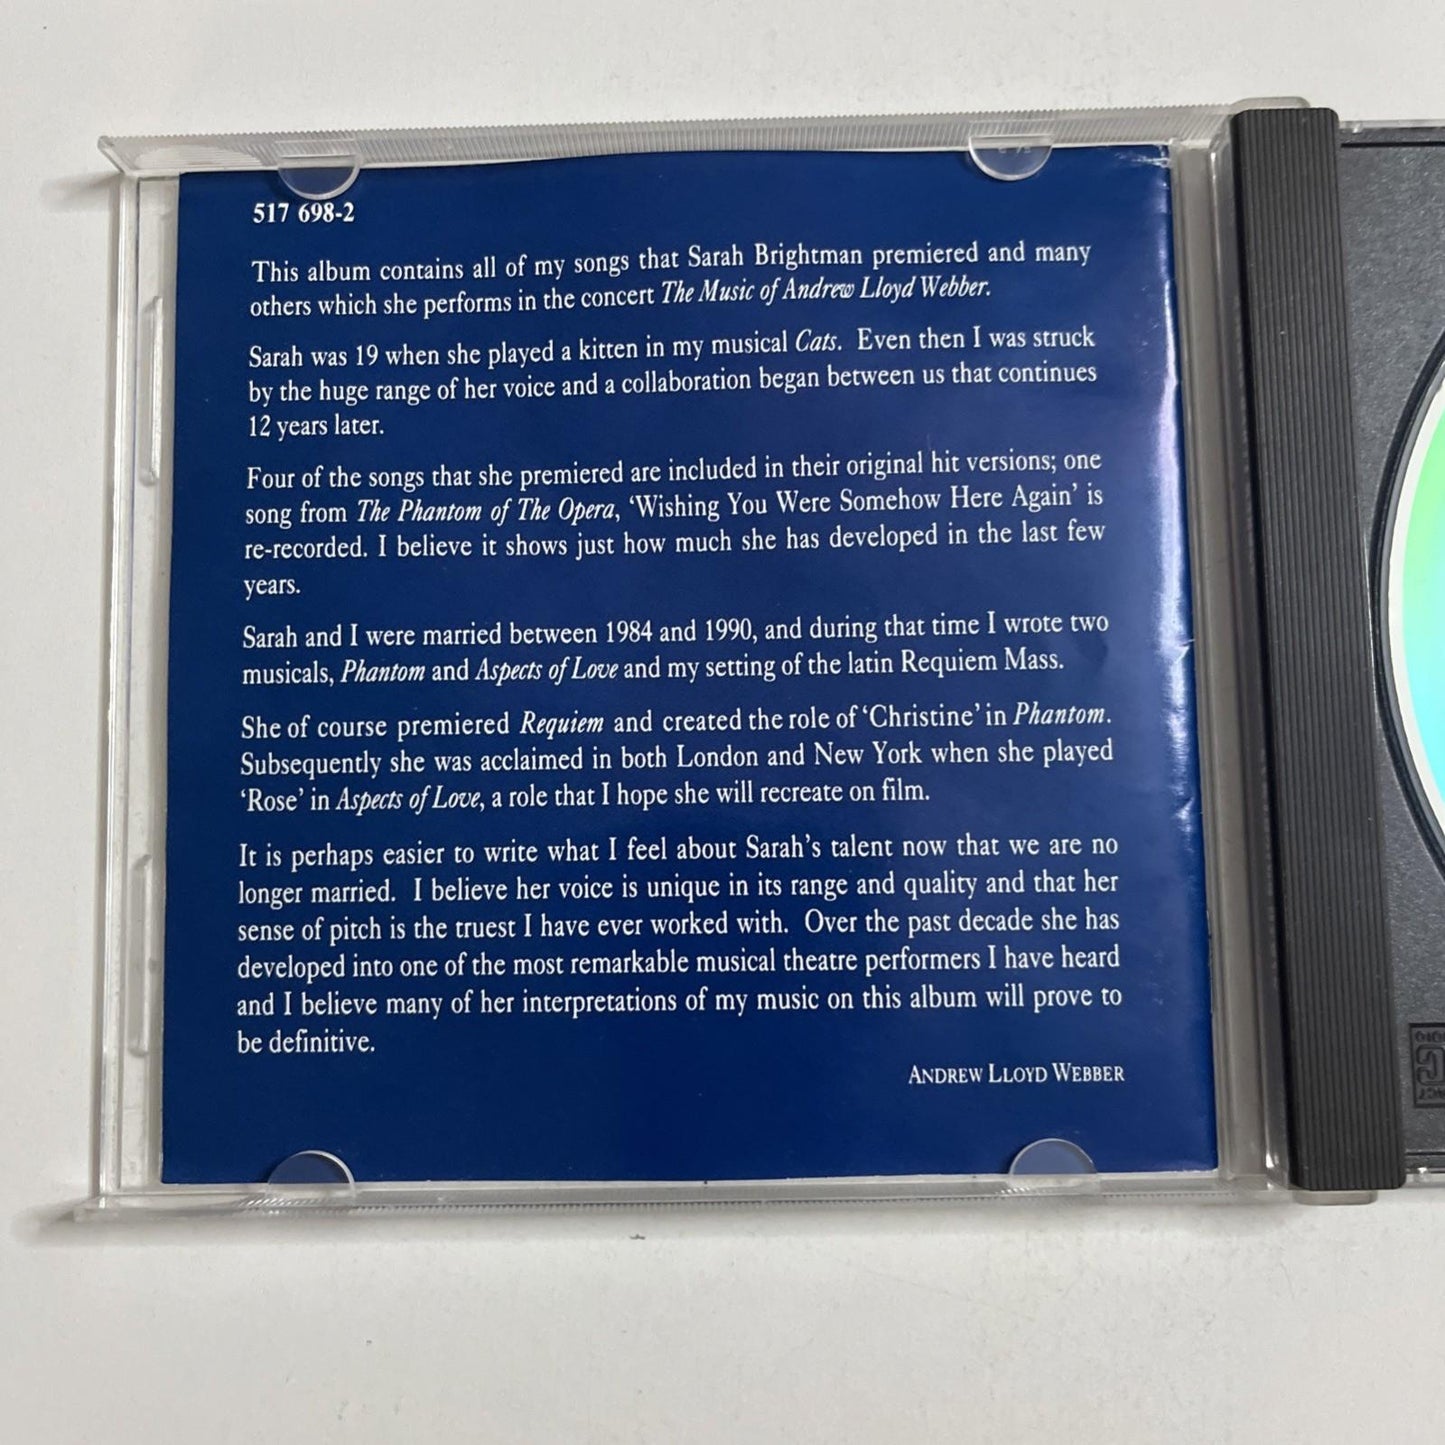 517 698-2
This album contains all of my songs that Sarah Brightman premiered and many
others which she performs in the concert The Music of Andrew Lloyd Webber.
Sarah was 19 when she played a kitten in my musical Cats. Even then I was struck
by the huge range of her voice and a collaboration began between us that continues
12 years later.
Four of the songs that she premiered are included in their original hit versions; one
song from The Phantom of The Opera, ‘Wishing You Were Somehow Here Again’ is
re-recorded. I believe it shows just how much she has developed in the last few
years.
Sarah and I were married between 1984 and 1990, and during that time I wrote two
musicals, Phantom and Aspects of Love and my setting of the latin Requiem Mass.
She of course premiered Requiem and created the role of ‘Christine’ in Phantom.
Subsequently she was acclaimed in both London and New York when she played
‘Rose’ in Aspects of Love, a role that I hope she will recreate on film.
It is perhaps easier to write what I feel about Sarah’s talent now that we are no
longer married. I believe her voice is unique in its range and quality and that her
sense of pitch is the truest I have ever worked with. Over the past decade she has
developed into one of the most remarkable musical theatre performers I have heard
and I believe many of her interpretations of my music on this album will prove to
be definitive.
ANDREW LLOYD WEBBER